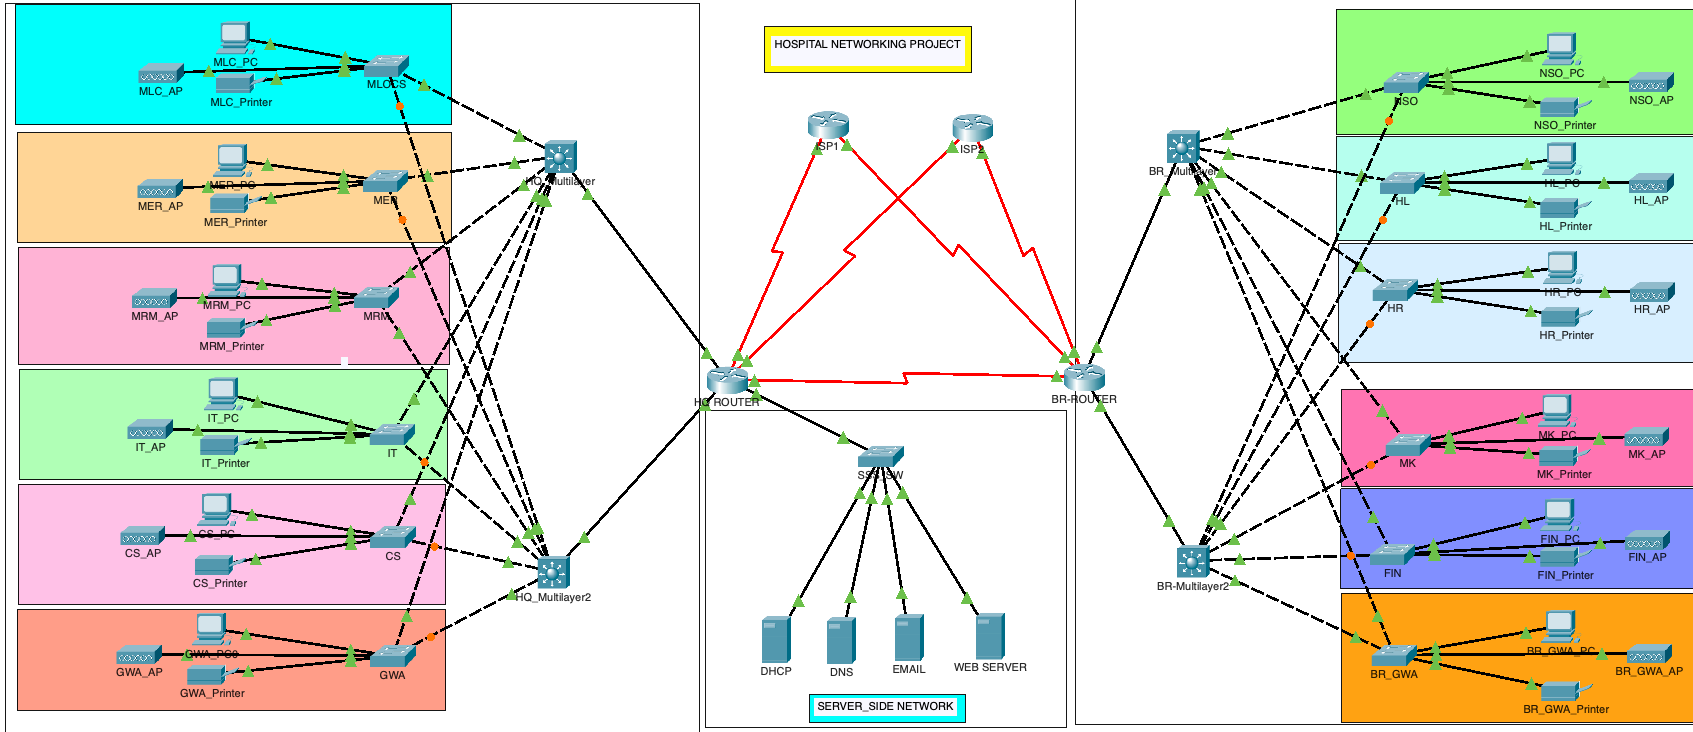 HOSPITAL NETWORKING PROJECT
MLC_PC
MLC_AP
MLC_Printer
MLOCS
MER_PC
MER_AP
MER_Printer
MER
MRM_PC
MRM_AP
MRM_Printer
MRM
IT_PC
IT_AP
IT_Printer
IT
CS_PC
CS_AP
CS_Printer
CS
GWA_PC0
GWA_AP
GWA_Printer
GWA
HQ_Multilayer
HQ_Multilayer2
ISP1
ISP2
HQ ROUTER
BR-ROUTER
DHCP
DNS
EMAIL
WEB SERVER
SERVER_SIDE NETWORK
BR_Multilayer
BR-Multilayer2
NSO
NSO_PC
NSO_AP
NSO_Printer
HL
HL_PC
HL_AP
HL_Printer
HR
HR_PC
HR_AP
HR_Printer
MK
MK_PC
MK_AP
MK_Printer
FIN
FIN_PC
FIN_AP
FIN_Printer
BR_GWA
BR_GWA_PC
BR_GWA_AP
BR_GWA_Printer